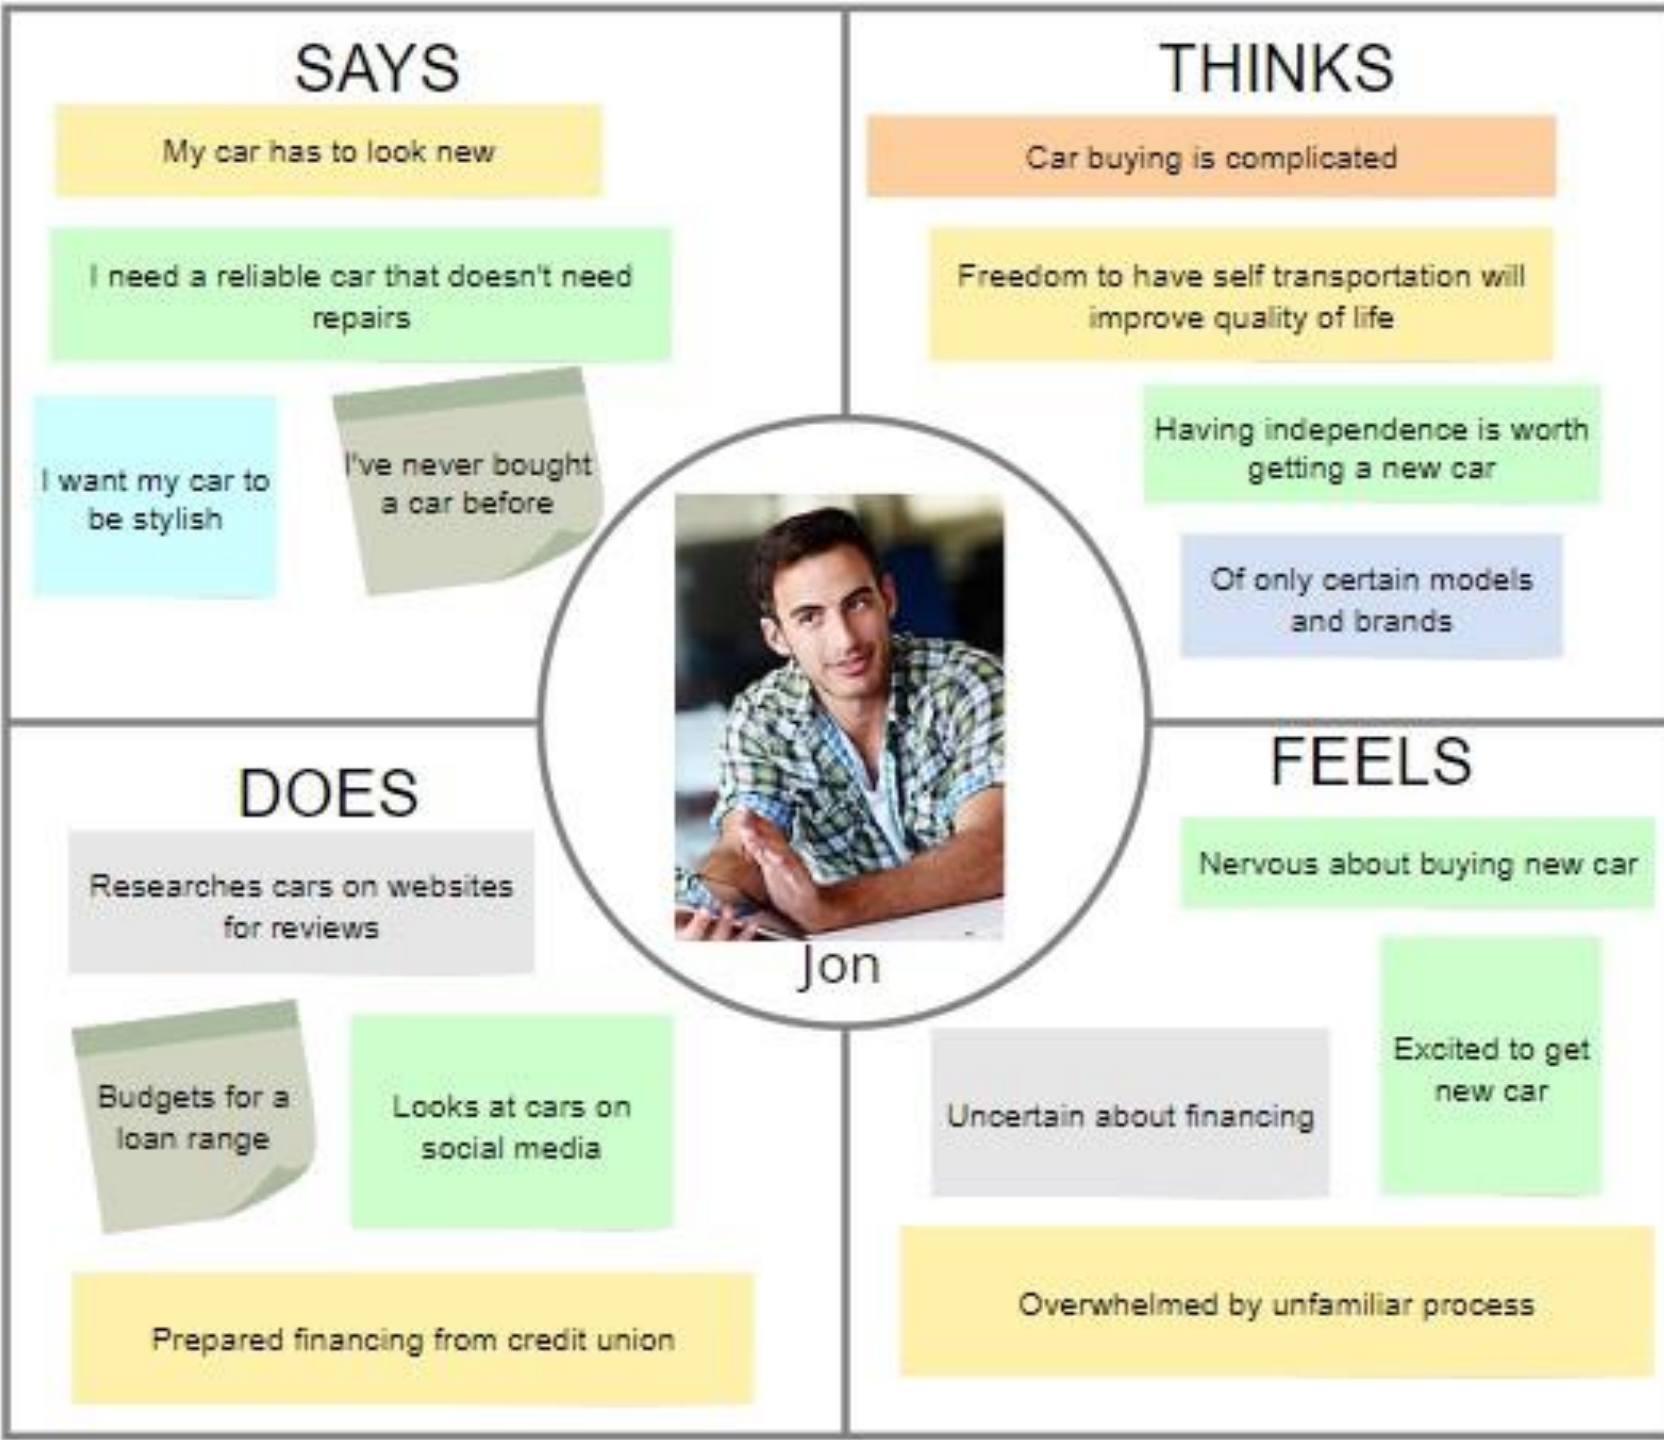 SAYS
My car has to look new
I need a reliable car that doesn't need
repairs
I want my car to
be stylish
I've never bought
a car before
THINKS
Car buying is complicated
Freedom to have self transportation will
improve quality of life
Having independence is worth
getting a new car
Of only certain models
and brands
Jon
DOES
Researches cars on websites
for reviews
Budgets for a
loan range
Looks at cars on
social media
Prepared financing from credit union
FEELS
Nervous about buying new car
Excited to get
new car
Uncertain about financing
Overwhelmed by unfamiliar process